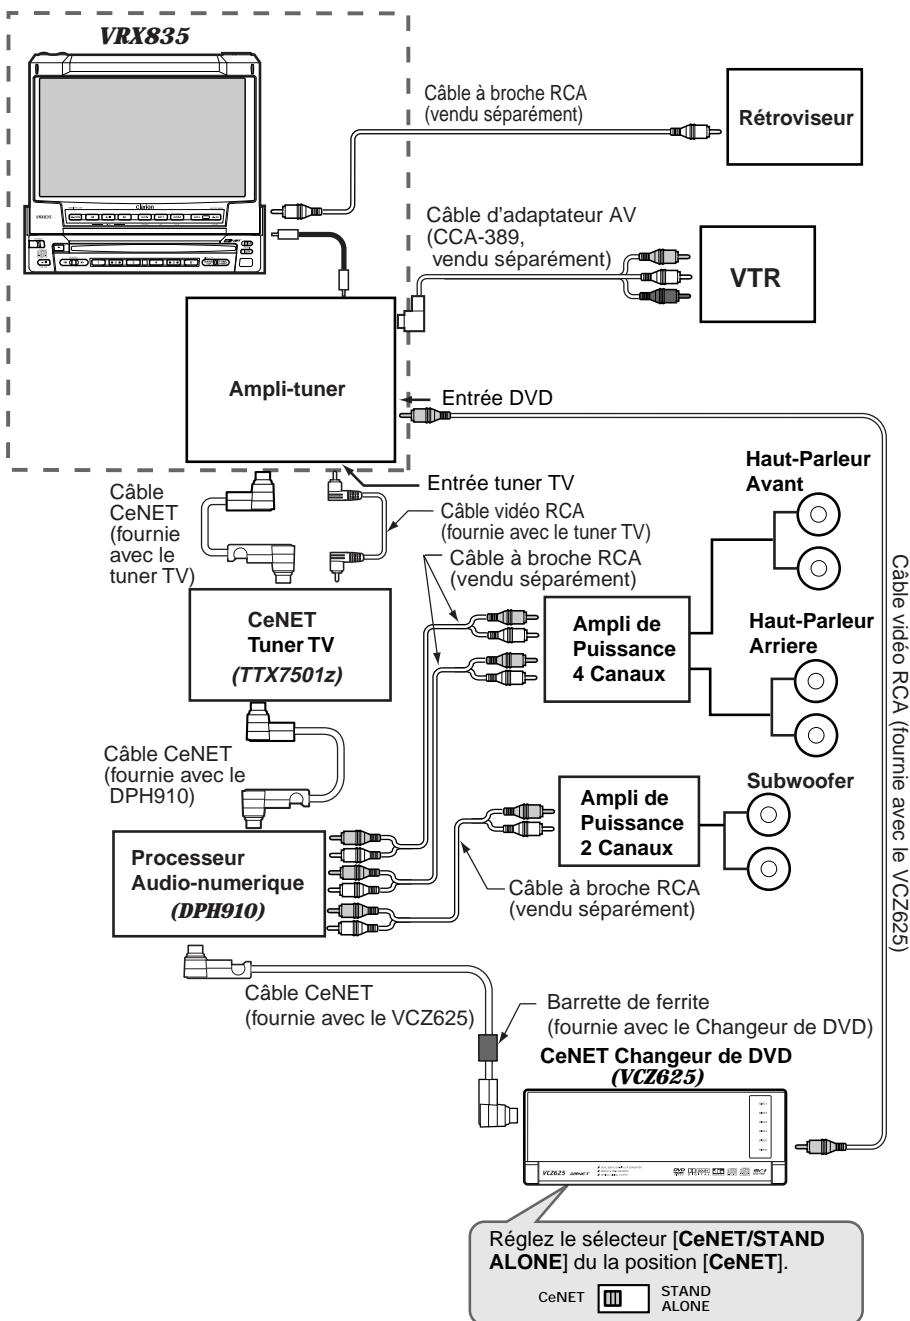 VRX835
Câble à broche RCA
(vendu séparément)
Rétroviseur
Clarion
VRX835
Câble d'adaptateur AV
(CCA-389,
vendu séparément)
VTR
Ampli-tuner
Entrée DVD
Haut-Parleur
Avant
Entrée tuner TV
Câble
CeNET
(fournie
avec le
tuner TV)
Câble vidéo RCA
(fournie avec le tuner TV)
Câble à broche RCA
(vendu séparément)
Câble vidéo RCA (fournie avec le VCZ625)
CeNET
Tuner TV
(TTX7501z)
Ampli de
Puissance
4 Canaux
Haut-Parleur
Arriere
Câble CeNET
(fournie avec le
DPH910)
Subwoofer
Ampli de
Puissance
2 Canaux
Processeur
Audio-numerique
(DPH910)
Câble à broche RCA
(vendu séparément)
Câble CeNET
(fournie avec le VCZ625)
Barrette de ferrite
(fournie avec le Changeur de DVD)
CeNET Changeur de DVD
(VCZ625)
VCZ625
Réglez le sélecteur [CeNET/STAND
ALONE] du la position [CeNET].
CeNET
STAND
ALONE